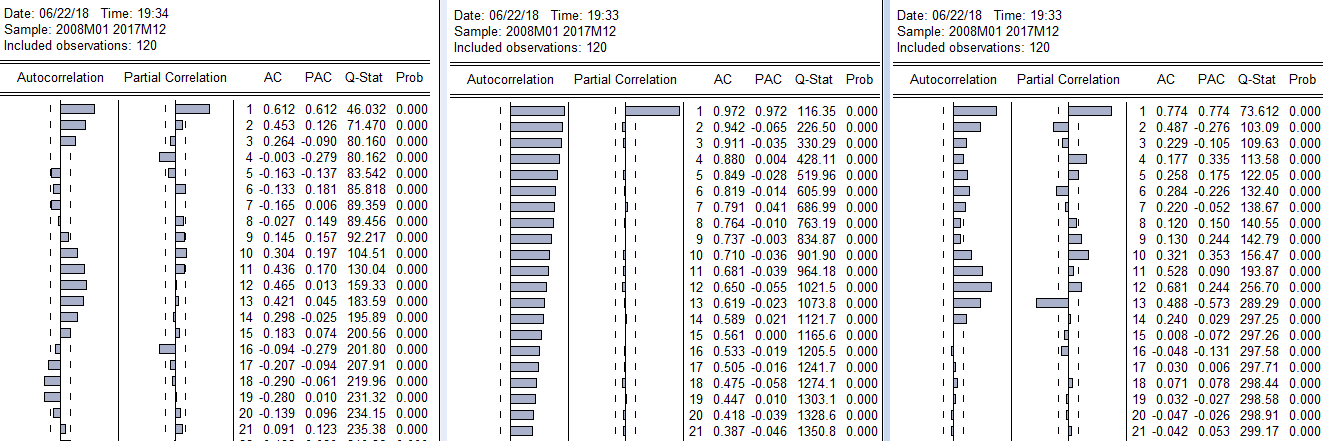 Date: 06/22/18 Time: 19:34
Sample: 2008M01 2017M12
Included observations: 120
Autocorrelation Partial Correlation AC PAC Q-Stat Prob
1 0.612 0.612 46.032 0.000
2 0.453 0.126 71.470 0.000
3 0.264 -0.090 80.160 0.000
4 -0.003 -0.279 80.162 0.000
5 -0.163 -0.137 83.542 0.000
6 -0.133 0.181 85.818 0.000
7 -0.165 0.006 89.359 0.000
8 -0.027 0.149 89.456 0.000
9 0.145 0.157 92.217 0.000
10 0.304 0.197 104.51 0.000
11 0.436 0.170 130.04 0.000
12 0.465 0.013 159.33 0.000
13 0.421 0.045 183.59 0.000
14 0.298 -0.025 195.89 0.000
15 0.183 0.074 200.56 0.000
16 -0.094 -0.279 201.80 0.000
17 -0.207 -0.094 207.91 0.000
18 -0.290 -0.061 219.96 0.000
19 -0.280 0.010 231.32 0.000
20 -0.139 0.096 234.15 0.000
21 0.091 0.123 235.38 0.000
Date: 06/22/18 Time: 19:33
Sample: 2008M01 2017M12
Included observations: 120
Autocorrelation Partial Correlation AC PAC Q-Stat Prob
1 0.972 0.972 116.35 0.000
2 0.942 -0.065 226.50 0.000
3 0.911 -0.035 330.29 0.000
4 0.880 0.004 428.11 0.000
5 0.849 -0.028 519.96 0.000
6 0.819 -0.014 605.99 0.000
7 0.791 0.041 686.99 0.000
8 0.764 -0.010 763.19 0.000
9 0.737 -0.003 834.87 0.000
10 0.710 -0.036 901.90 0.000
11 0.681 -0.039 964.18 0.000
12 0.650 -0.055 1021.5 0.000
13 0.619 -0.023 1073.8 0.000
14 0.589 0.021 1121.7 0.000
15 0.561 0.000 1165.6 0.000
16 0.533 -0.019 1205.5 0.000
17 0.505 -0.016 1241.7 0.000
18 0.475 -0.058 1274.1 0.000
19 0.447 0.010 1303.1 0.000
20 0.418 -0.039 1328.6 0.000
21 0.387 -0.046 1350.8 0.000
Date: 06/22/18 Time: 19:33
Sample: 2008M01 2017M12
Included observations: 120
Autocorrelation Partial Correlation AC PAC Q-Stat Prob
1 0.774 0.774 73.612 0.000
2 0.487 -0.276 103.09 0.000
3 0.229 -0.105 109.63 0.000
4 0.177 0.335 113.58 0.000
5 0.258 0.175 122.05 0.000
6 0.284 -0.226 132.40 0.000
7 0.220 -0.052 138.67 0.000
8 0.120 0.150 140.55 0.000
9 0.130 0.244 142.79 0.000
10 0.321 0.353 156.47 0.000
11 0.528 0.090 193.87 0.000
12 0.681 0.244 256.70 0.000
13 0.488 -0.573 289.29 0.000
14 0.240 0.029 297.25 0.000
15 0.008 -0.072 297.26 0.000
16 -0.048 -0.131 297.58 0.000
17 0.030 0.006 297.71 0.000
18 0.071 0.078 298.44 0.000
19 0.032 -0.027 298.58 0.000
20 -0.047 -0.026 298.91 0.000
21 -0.042 0.053 299.17 0.000